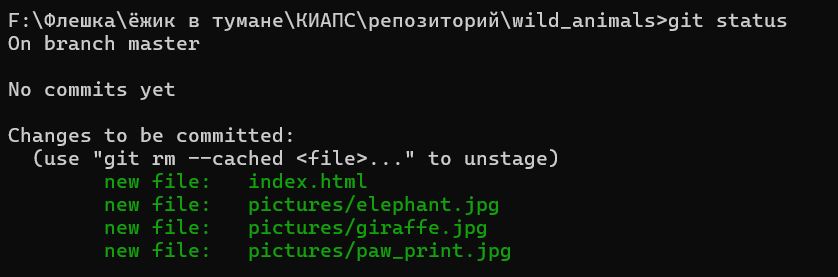 F:\Флешка\ёжик в тумане\КИАПС\репозиторий\wild_animals>git status
On branch master
No commits yet
Changes to be committed:
(use "git rm --cached <file>..." to unstage)
new file: index.html
new file: pictures/elephant.jpg
new file: pictures/giraffe.jpg
new file: pictures/paw_print.jpg